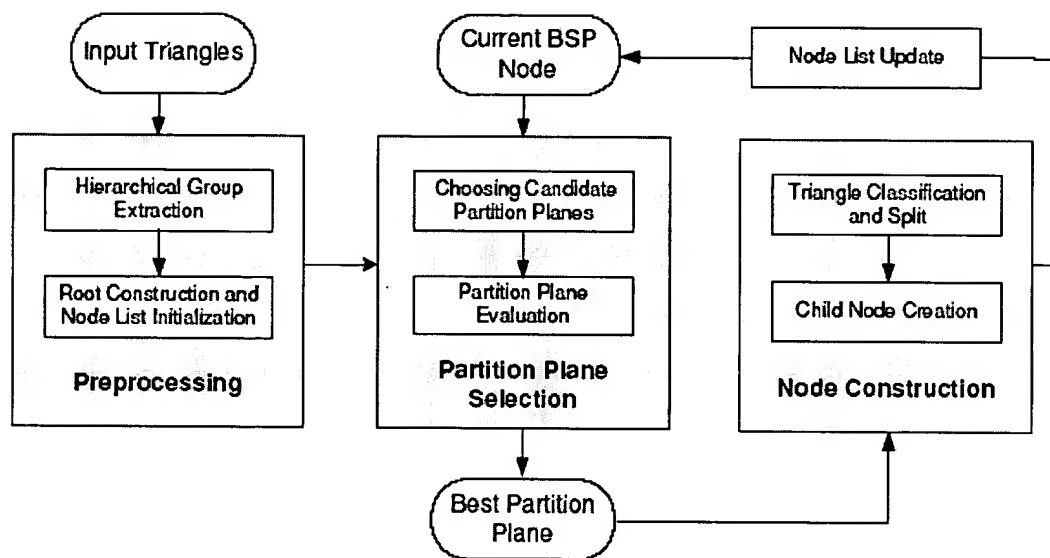 Input Triangles
Current BSP
Node
Node List Update
Hierarchical Group
Extraction
Root Construction and
Node List Initialization
Preprocessing
Choosing Candidate
Partition Planes
Partition Plane
Evaluation
Partition Plane
Selection
Triangle Classification
and Split
Child Node Creation
Node Construction
Best Partition
Plane